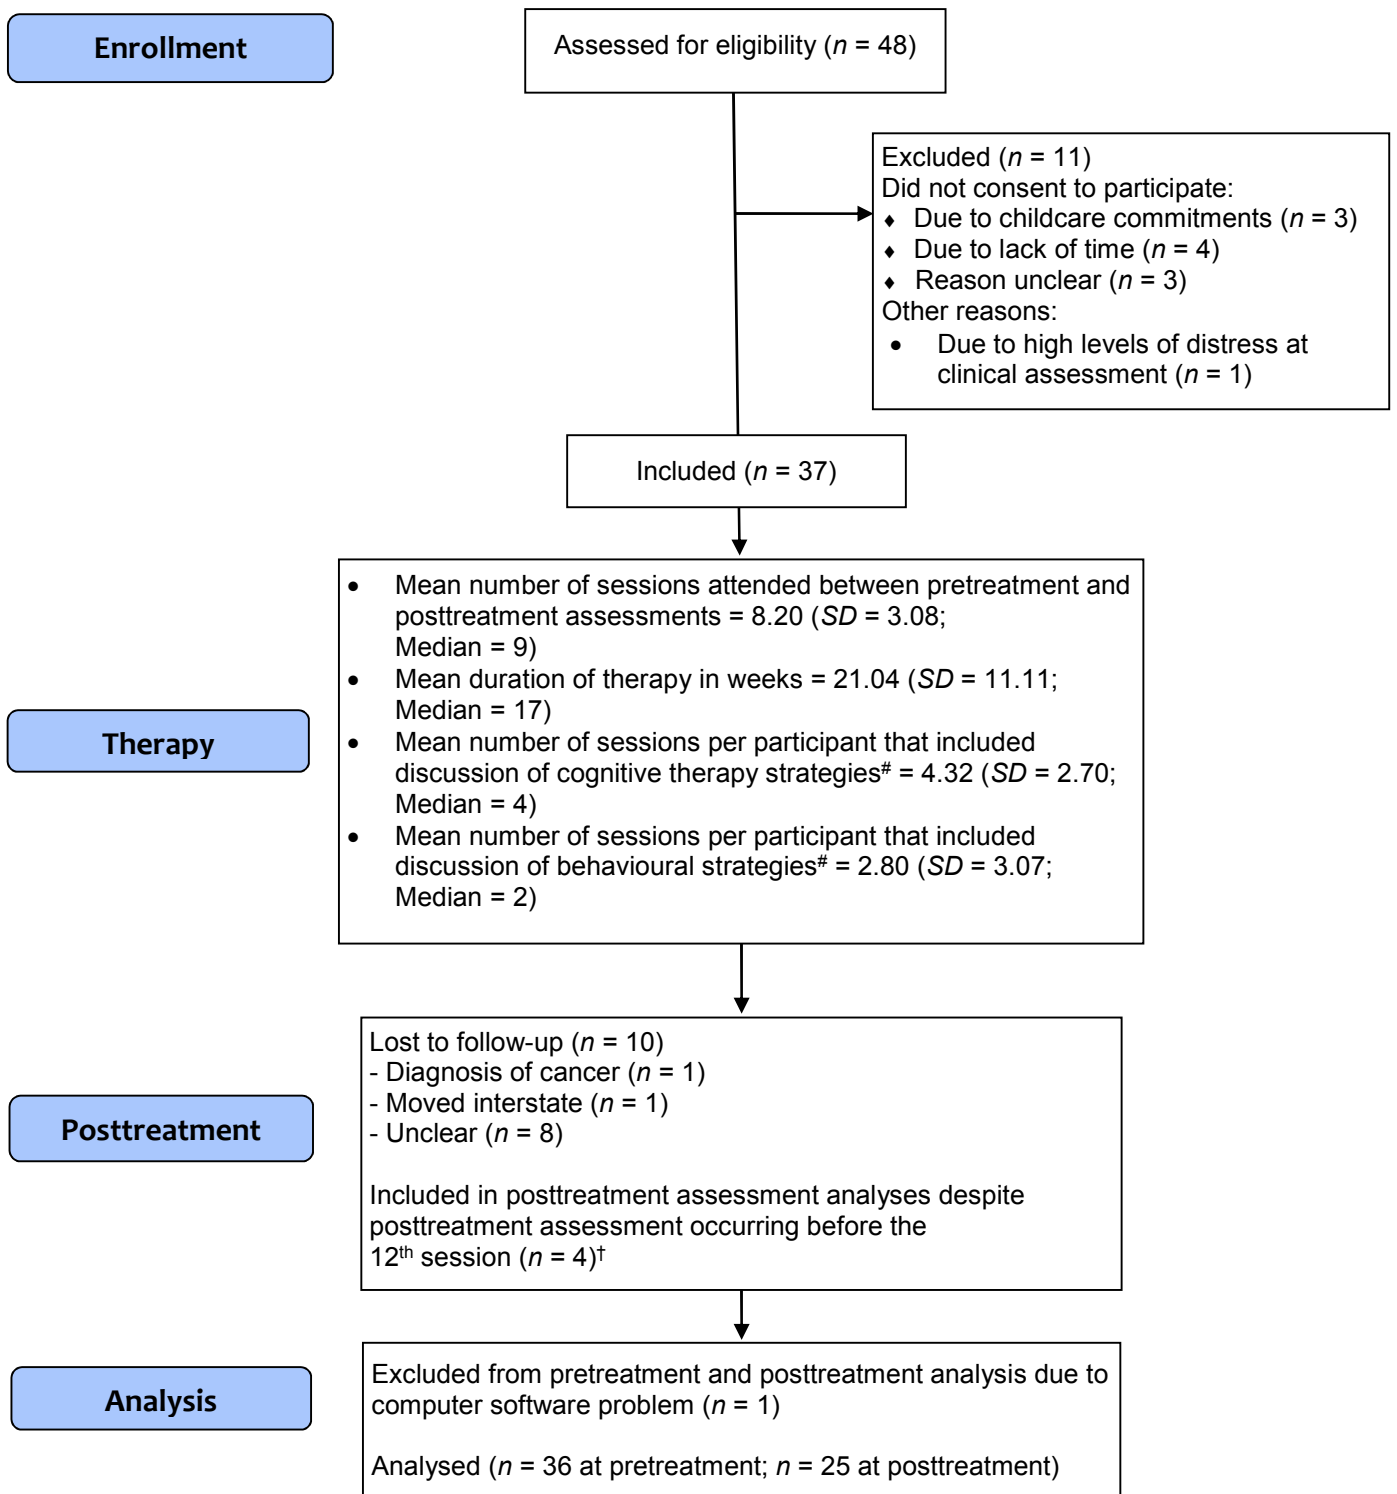 Enrollment
Assessed for eligibility (n = 48)
Excluded (n = 11)
Did not consent to participate:
♦ Due to childcare commitments (n = 3)
♦ Due to lack of time (n = 4)
♦ Reason unclear (n = 3)
Other reasons:
• Due to high levels of distress at
clinical assessment (n = 1)
Included (n = 37)
Therapy
• Mean number of sessions attended between pretreatment and
posttreatment assessments = 8.20 (SD = 3.08;
Median = 9)
• Mean duration of therapy in weeks = 21.04 (SD = 11.11;
Median = 17)
• Mean number of sessions per participant that included
discussion of cognitive therapy strategies# = 4.32 (SD = 2.70;
Median = 4)
• Mean number of sessions per participant that included
discussion of behavioural strategies# = 2.80 (SD = 3.07;
Median = 2)
Posttreatment
Lost to follow-up (n = 10)
- Diagnosis of cancer (n = 1)
- Moved interstate (n = 1)
- Unclear (n = 8)
Included in posttreatment assessment analyses despite
posttreatment assessment occurring before the
12th session (n = 4)†
Analysis
Excluded from pretreatment and posttreatment analysis due to
computer software problem (n = 1)
Analysed (n = 36 at pretreatment; n = 25 at posttreatment)